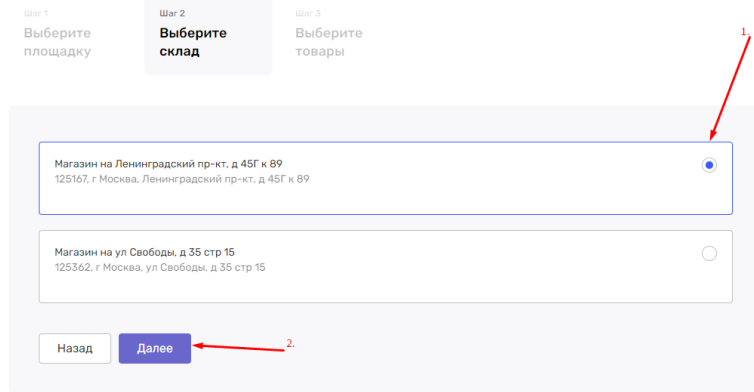 Шаг 1
Выберите
площадку
Шаг 2
Выберите
склад
Шаг 3
Выберите
товары
1.
Магазин на Ленинградский пр-кт, д 45Г к 89
125167, г Москва, Ленинградский пр-кт, д 45Г к 89
Магазин на ул Свободы, д 35 стр 15
125362, г Москва, ул Свободы, д 35 стр 15
Назад
Далее
2.